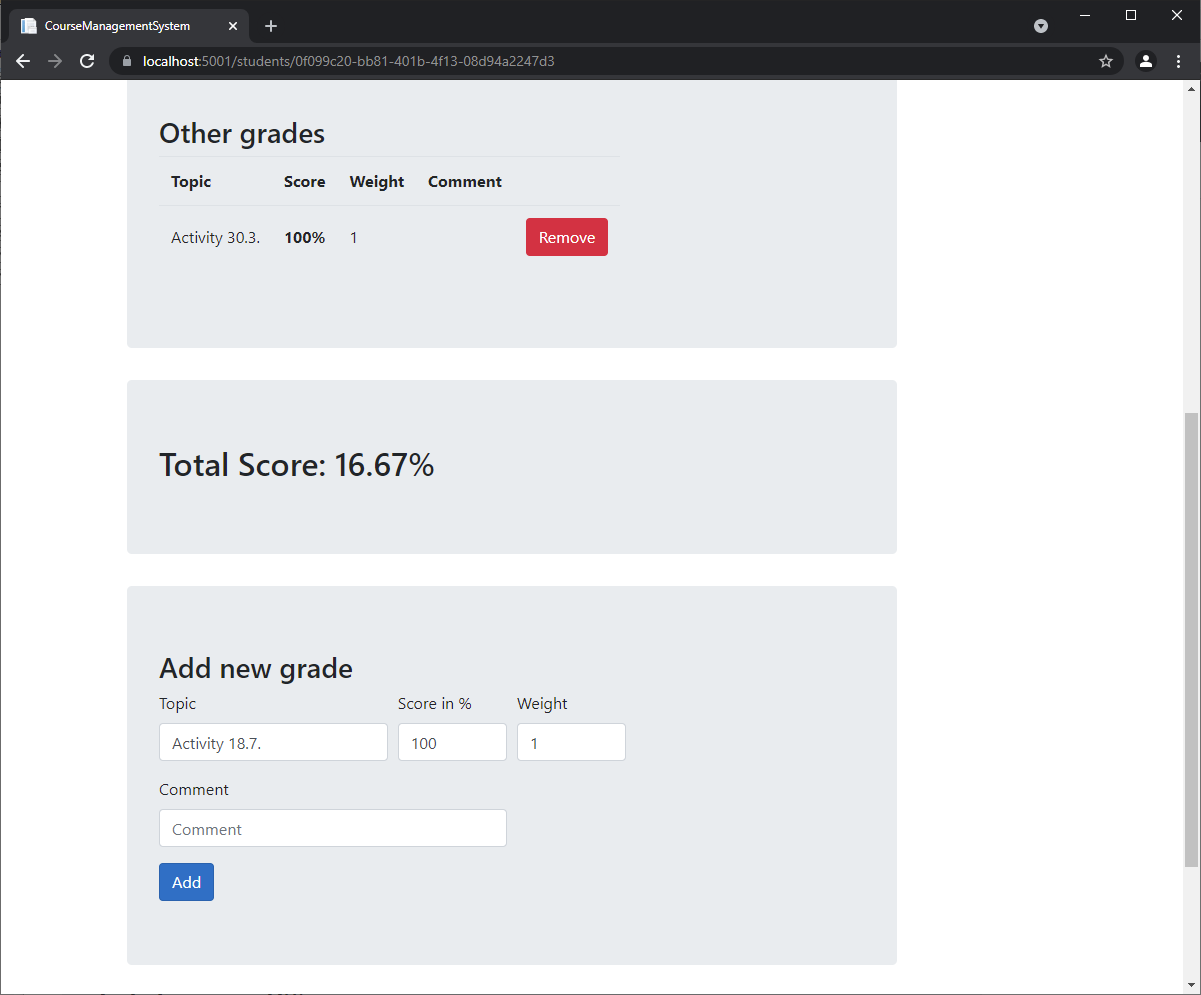 CourseManagementSystem
localhost:5001/students/0f099c20-bb81-401b-4f13-08d94a2247d3
Other grades
Topic Score Weight Comment
Activity 30.3. 100% 1 Remove
Total Score: 16.67%
Add new grade
Topic Score in % Weight
Activity 18.7. 100 1
Comment
Comment
Add